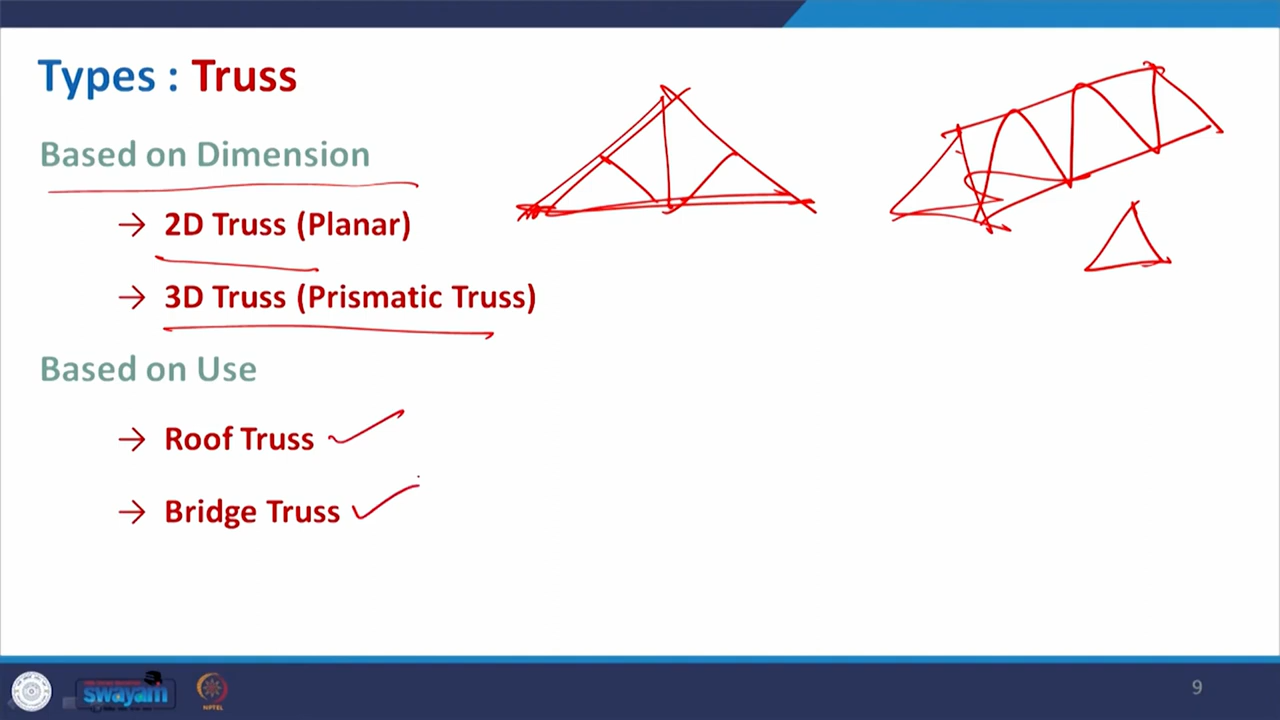 Types : Truss
Based on Dimension
→ 2D Truss (Planar)
→ 3D Truss (Prismatic Truss)
Based on Use
→ Roof Truss
→ Bridge Truss
swayam
NPTEL
9